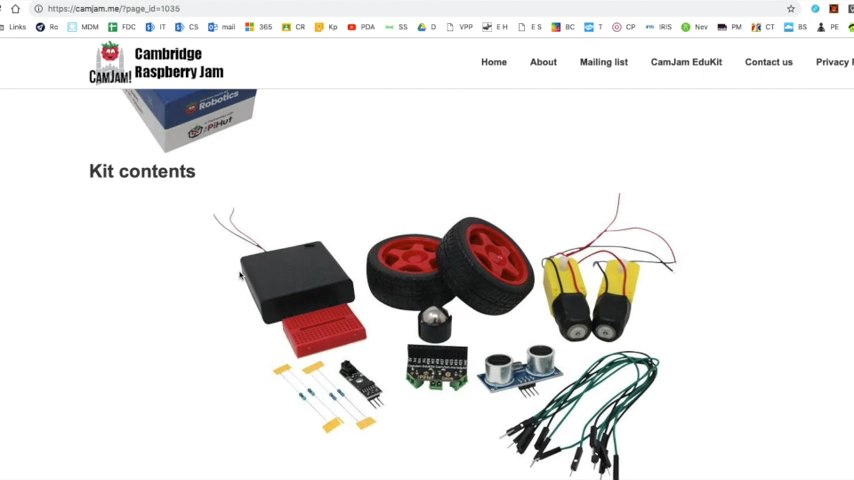 https://camjam.me/?page_id=1035
Links
Ro
MDM
FDC
IT
CS
mail
365
CR
Kp
PDA
SS
D
VPP
E H
E S
BC
T
CP
IRIS
Nev
PM
CT
BS
PE
CAMJAM!
Cambridge
Raspberry Jam
Home
About
Mailing list
CamJam EduKit
Contact us
Privacy
Robotics
PiHut
Kit contents